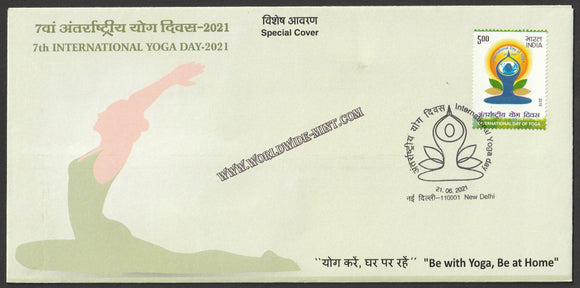 7वां अंतर्राष्ट्रीय योग दिवस-2021
7th INTERNATIONAL YOGA DAY-2021
विशेष आवरण
Special Cover
5.00
भारत
INDIA
अंतर्राष्ट्रीय योग दिवस
INTERNATIONAL DAY OF YOGA
अंतर्राष्ट्रीय योग दिवस
International Yoga day
21.06.2021
नई दिल्ली-110001 New Delhi
www.Worldwide-Mint.com
"योग करें, घर पर रहें" "Be with Yoga, Be at Home"